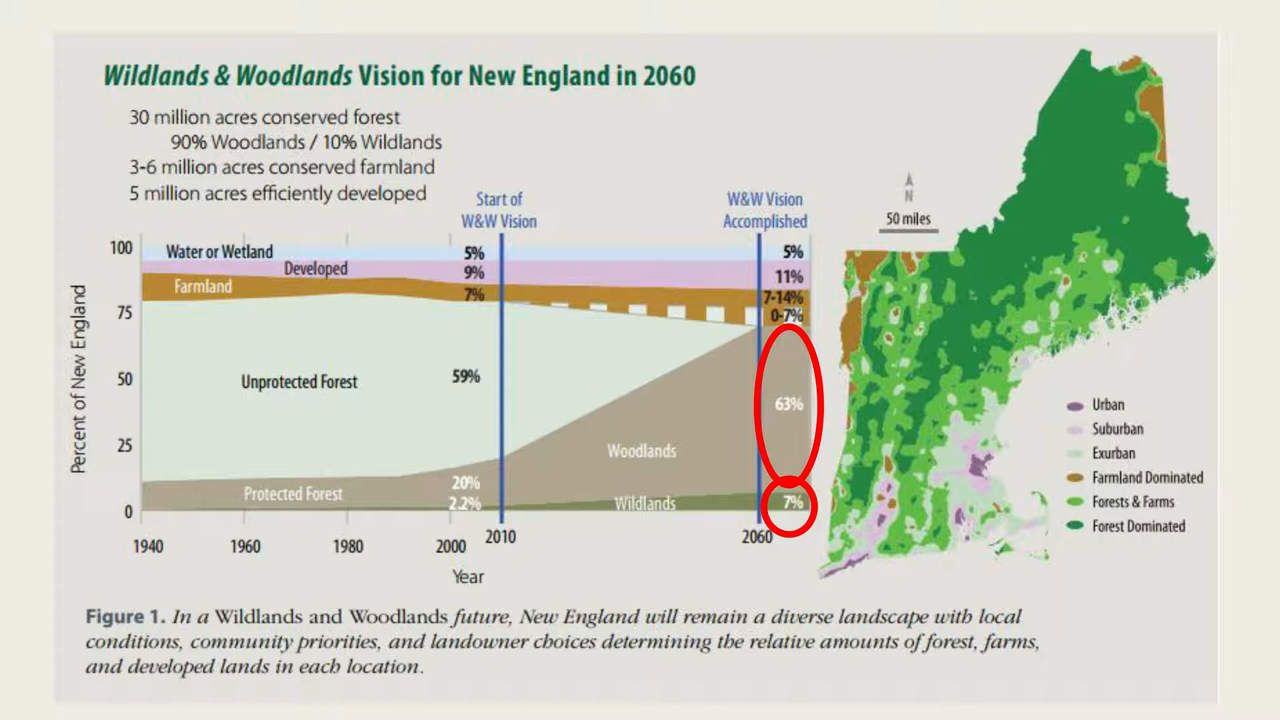 Wildlands & Woodlands Vision for New England in 2060
30 million acres conserved forest
90% Woodlands / 10% Wildlands
3-6 million acres conserved farmland
5 million acres efficiently developed
Start of
W&W Vision
W&W Vision
Accomplished
N
50 miles
Percent of New England
100
75
50
25
0
Water or Wetland
Developed
Farmland
Unprotected Forest
Protected Forest
5%
9%
7%
59%
20%
2.2%
Woodlands
Wildlands
5%
11%
7-14%
0-7%
63%
7%
1940
1960
1980
2000
2010
2060
Year
Urban
Suburban
Exurban
Farmland Dominated
Forests & Farms
Forest Dominated
Figure 1. In a Wildlands and Woodlands future, New England will remain a diverse landscape with local
conditions, community priorities, and landowner choices determining the relative amounts of forest, farms,
and developed lands in each location.